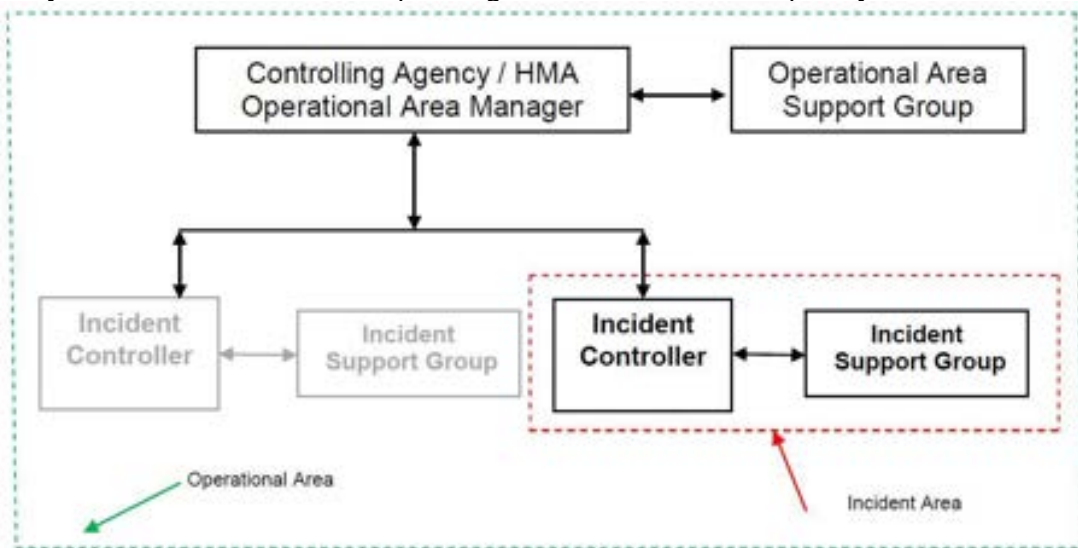 Controlling Agency / HMA
Operational Area Manager
Operational Area
Support Group
Incident
Controller
Incident
Support Group
Incident
Controller
Incident
Support Group
Operational Area
Incident Area